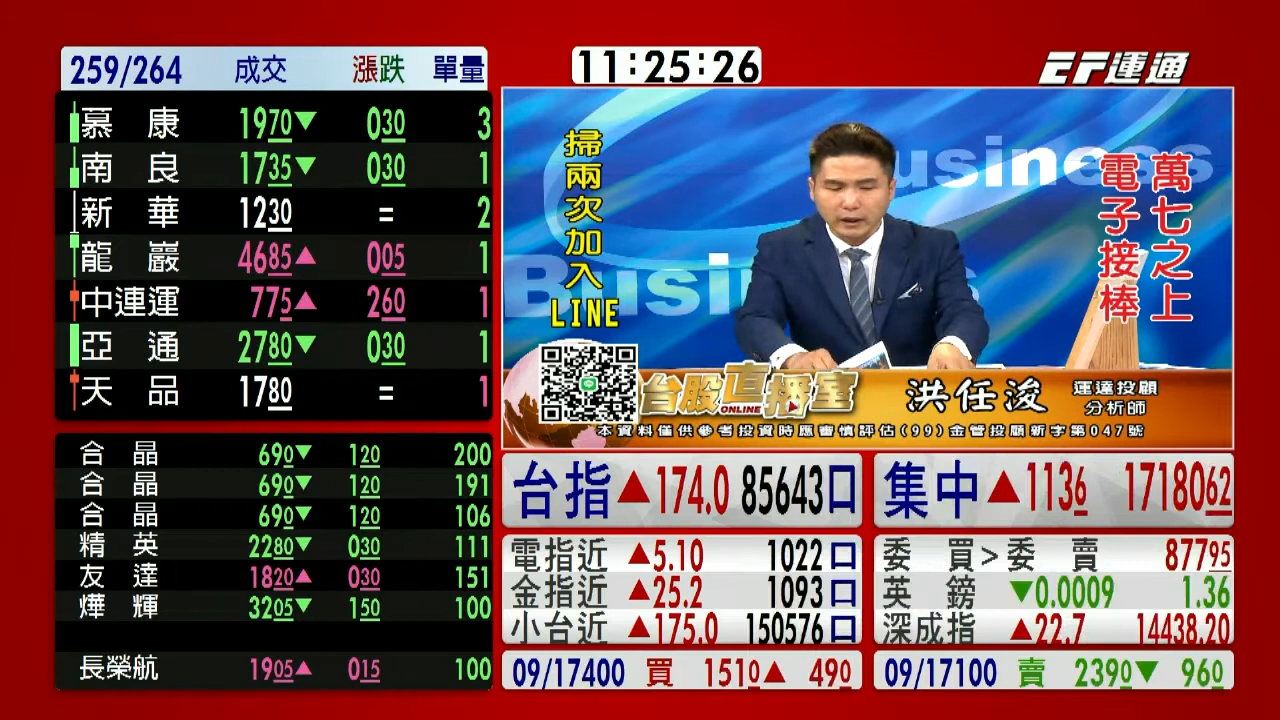 259/264 成交 漲跌 單量
慕康 1970▼ 030 3
南良 1735▼ 030 1
新華 1230 = 2
龍巖 4685▲ 005 1
中連運 775▲ 260 1
亞通 2780▼ 030 1
天品 1780 = 1
合晶 690▼ 120 200
合晶 690▼ 120 191
合晶 690▼ 120 106
精英 2280▼ 030 111
友達 1820▲ 030 151
燁輝 3205▼ 150 100
長榮航 1905▲ 015 100
11:25:26
EF運通
掃兩次加入LINE
Business
Business
萬七之上
電子接棒
台股直播室
ONLINE
洪任浚
運達投顧
分析師
本資料僅供參考投資時應審慎評估(99)金管投顧新字第047號
台指▲174.0 85643口
集中▲1136 1718062
電指近 ▲5.10 1022口
金指近 ▲25.2 1093口
小台近 ▲175.0 150576口
委買>委賣 87795
英鎊 ▼0.0009 1.36
深成指 ▲22.7 14438.20
09/17400 買 1510▲ 490
09/17100 賣 2390▼ 960